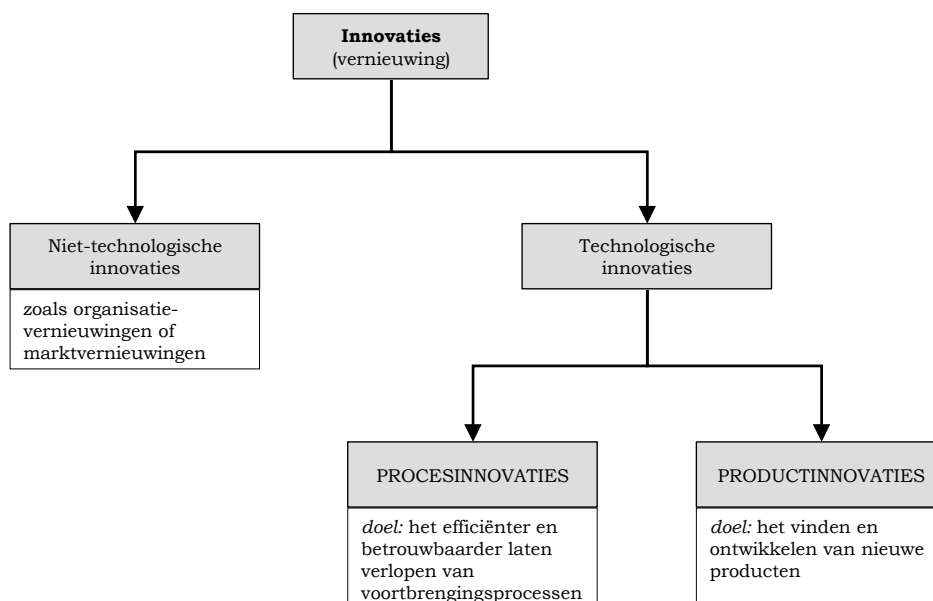 Innovaties
(vernieuwing)
Niet-technologische
innovaties
zoals organisatie-
vernieuwingen of
marktvernieuwingen
Technologische
innovaties
PROCESINNOVATIES
doel: het efficiënter en
betrouwbaarder laten
verlopen van
voortbrengingsprocessen
PRODUCTINNOVATIES
doel: het vinden en
ontwikkelen van nieuwe
producten